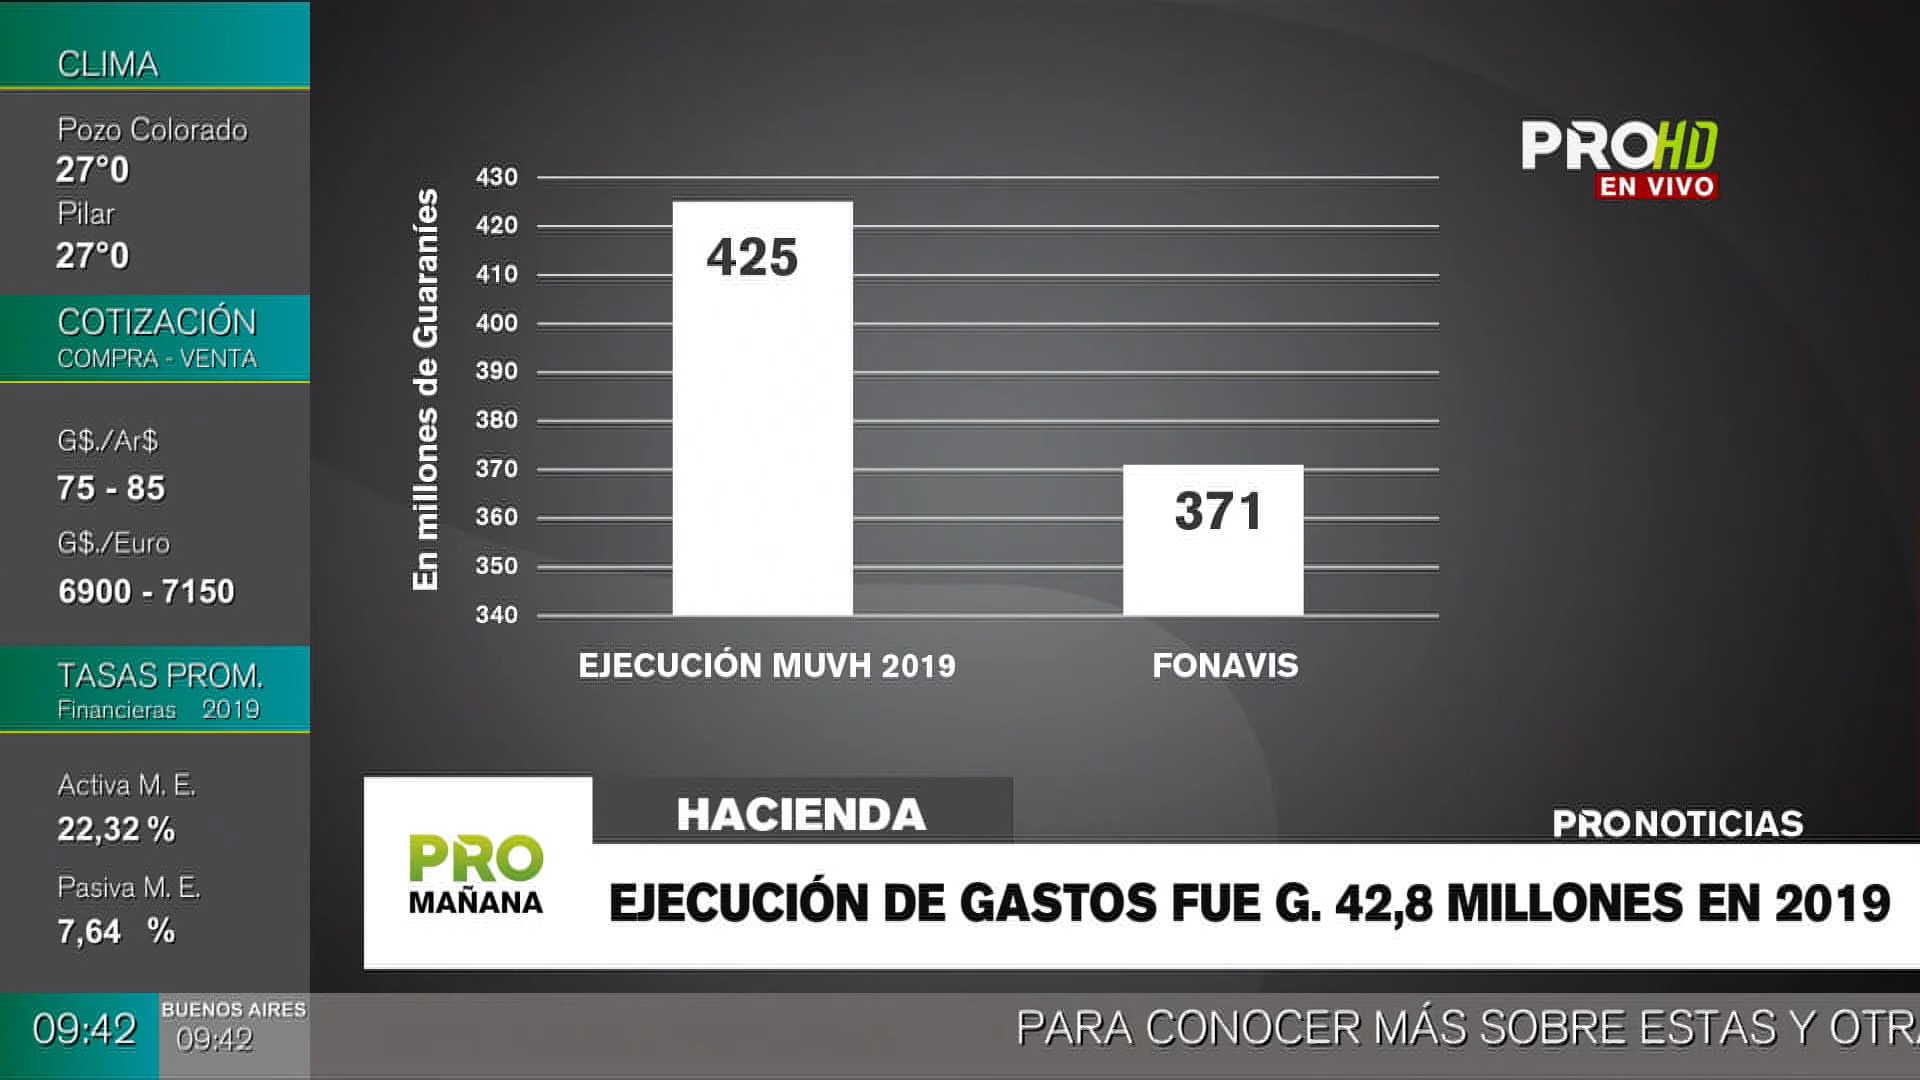 CLIMA
Pozo Colorado
27°0
Pilar
27°0
COTIZACIÓN
COMPRA - VENTA
G$./Ar$
75 - 85
G$./Euro
6900 - 7150
TASAS PROM.
Financieras 2019
Activa M. E.
22,32 %
Pasiva M. E.
7,64 %
09:42
BUENOS AIRES
09:42
PROHD
EN VIVO
En millones de Guaraníes
430
420
410
400
390
380
370
360
350
340
425
371
EJECUCIÓN MUVH 2019
FONAVIS
PRO
MAÑANA
HACIENDA
PRONOTICIAS
EJECUCIÓN DE GASTOS FUE G. 42,8 MILLONES EN 2019
PARA CONOCER MÁS SOBRE ESTAS Y OTRA